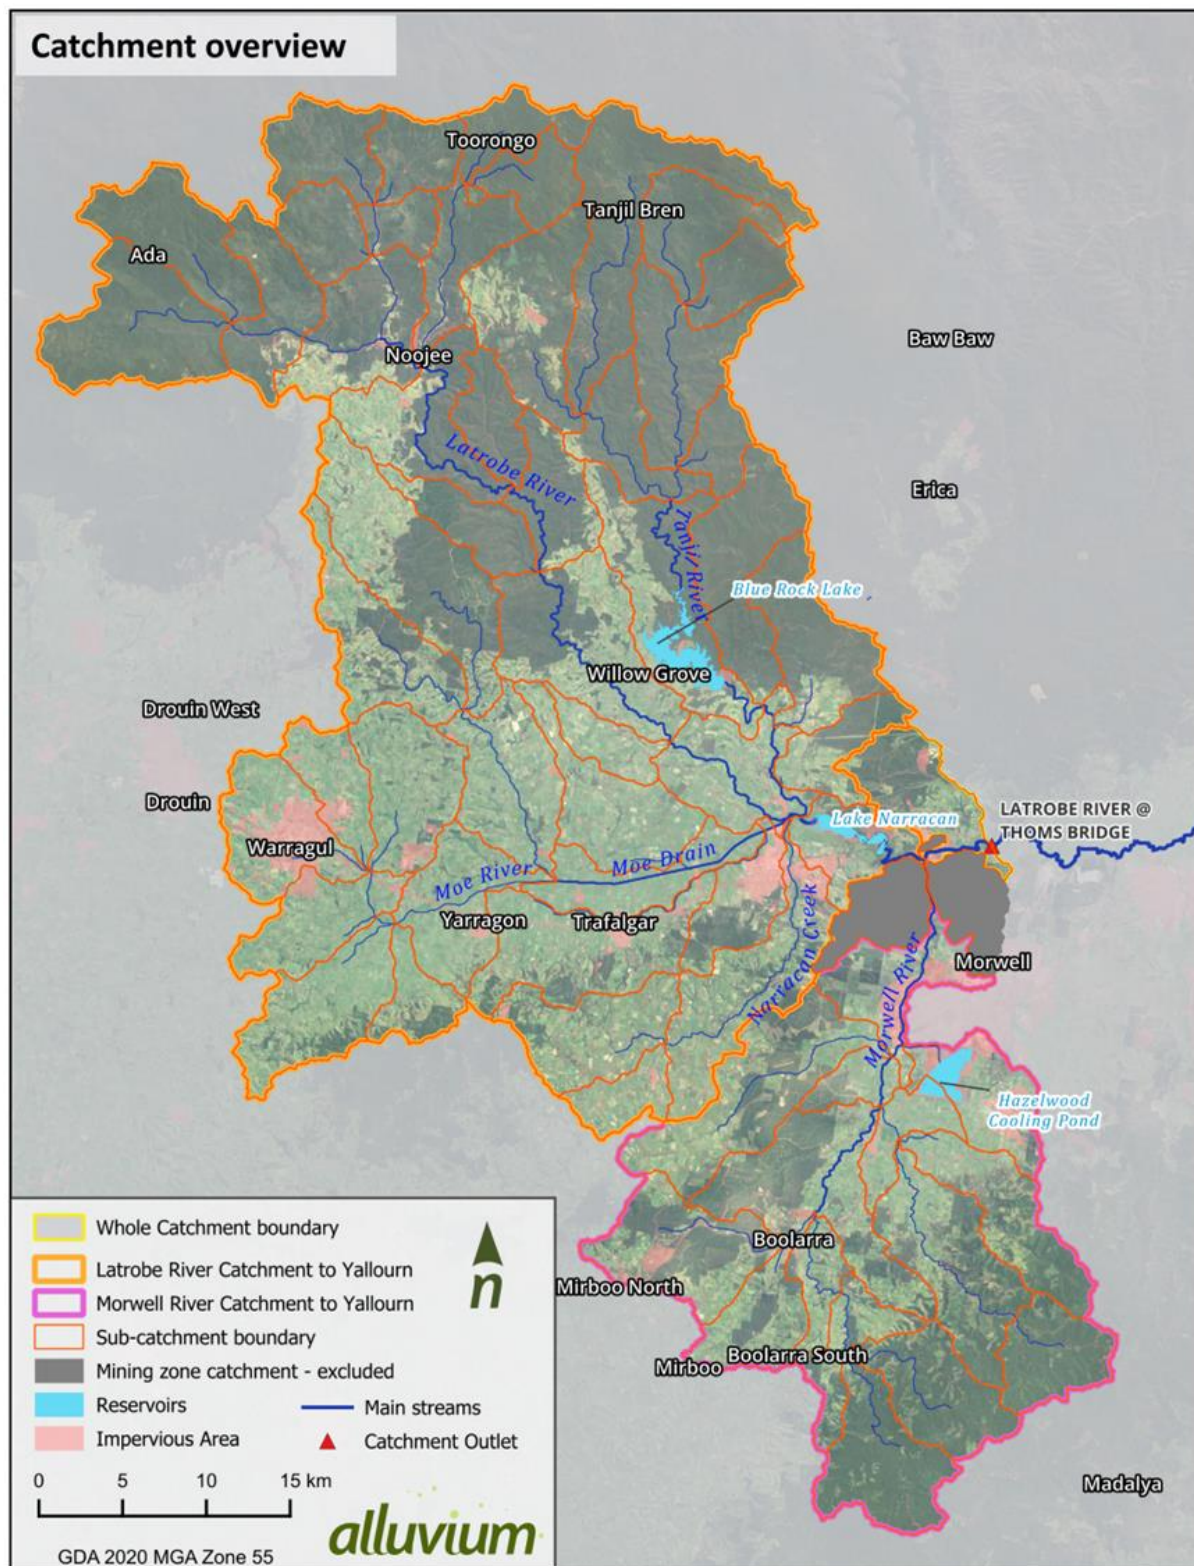 Catchment overview
Toorongo
Tanjil Bren
Ada
Baw Baw
Noojee
Latrobe River
Erica
Tanjil River
Blue Rock Lake
Willow Grove
Drouin West
Drouin
Lake Narracan
LATROBE RIVER @
THOMS BRIDGE
Warragul
Moe Drain
Moe River
Yarragon
Trafalgar
Narracan Creek
Morwell River
Morwell
Hazelwood
Cooling Pond
Boolarra
Mirboo North
Boolarra South
Mirboo
Madalya
Whole Catchment boundary
Latrobe River Catchment to Yallourn
Morwell River Catchment to Yallourn
Sub-catchment boundary
Mining zone catchment - excluded
Reservoirs
Main streams
Impervious Area
Catchment Outlet
n
0 5 10 15 km
GDA 2020 MGA Zone 55
alluvium